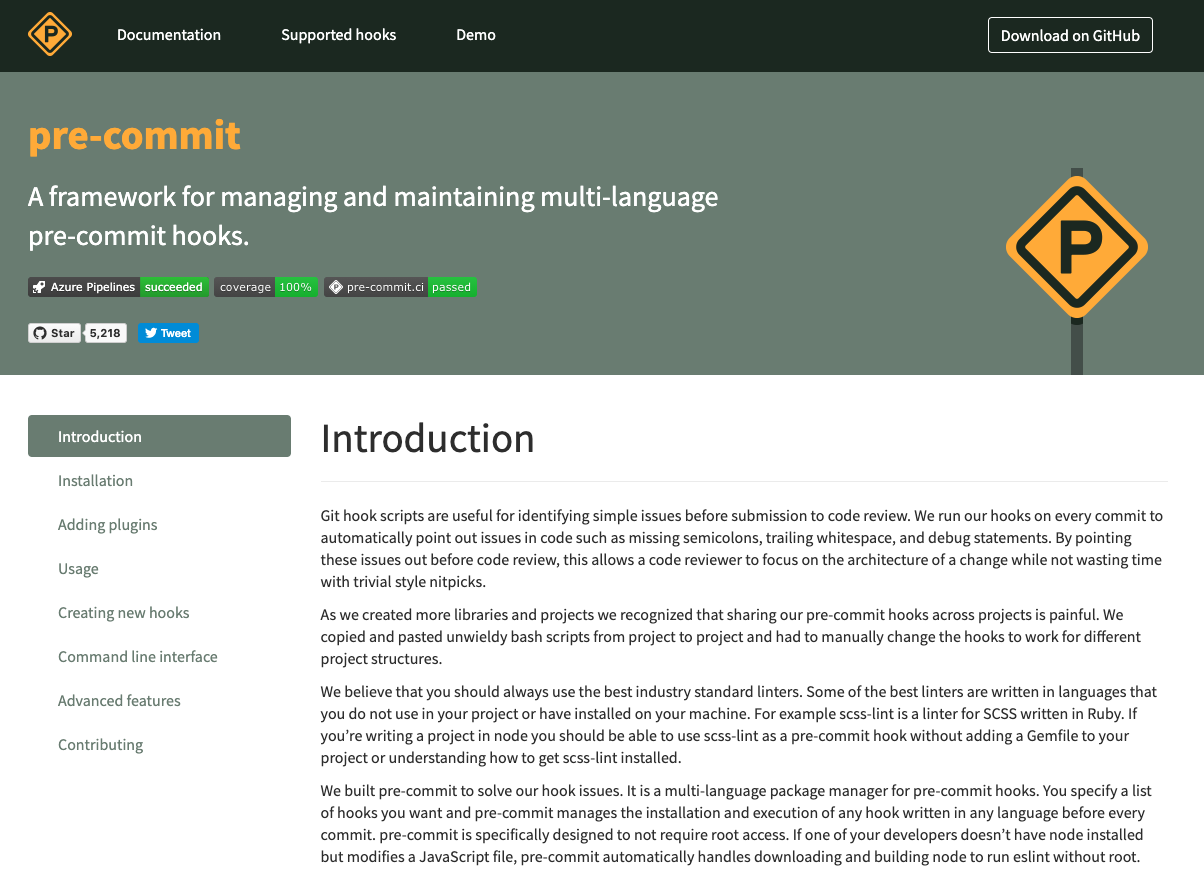 P
Documentation
Supported hooks
Demo
Download on GitHub
pre-commit
A framework for managing and maintaining multi-language
pre-commit hooks.
P
Azure Pipelines succeeded
coverage 100%
pre-commit.ci passed
Star 5,218
Tweet
Introduction
Installation
Adding plugins
Usage
Creating new hooks
Command line interface
Advanced features
Contributing
Introduction
Git hook scripts are useful for identifying simple issues before submission to code review. We run our hooks on every commit to
automatically point out issues in code such as missing semicolons, trailing whitespace, and debug statements. By pointing
these issues out before code review, this allows a code reviewer to focus on the architecture of a change while not wasting time
with trivial style nitpicks.
As we created more libraries and projects we recognized that sharing our pre-commit hooks across projects is painful. We
copied and pasted unwieldy bash scripts from project to project and had to manually change the hooks to work for different
project structures.
We believe that you should always use the best industry standard linters. Some of the best linters are written in languages that
you do not use in your project or have installed on your machine. For example scss-lint is a linter for SCSS written in Ruby. If
you’re writing a project in node you should be able to use scss-lint as a pre-commit hook without adding a Gemfile to your
project or understanding how to get scss-lint installed.
We built pre-commit to solve our hook issues. It is a multi-language package manager for pre-commit hooks. You specify a list
of hooks you want and pre-commit manages the installation and execution of any hook written in any language before every
commit. pre-commit is specifically designed to not require root access. If one of your developers doesn’t have node installed
but modifies a JavaScript file, pre-commit automatically handles downloading and building node to run eslint without root.